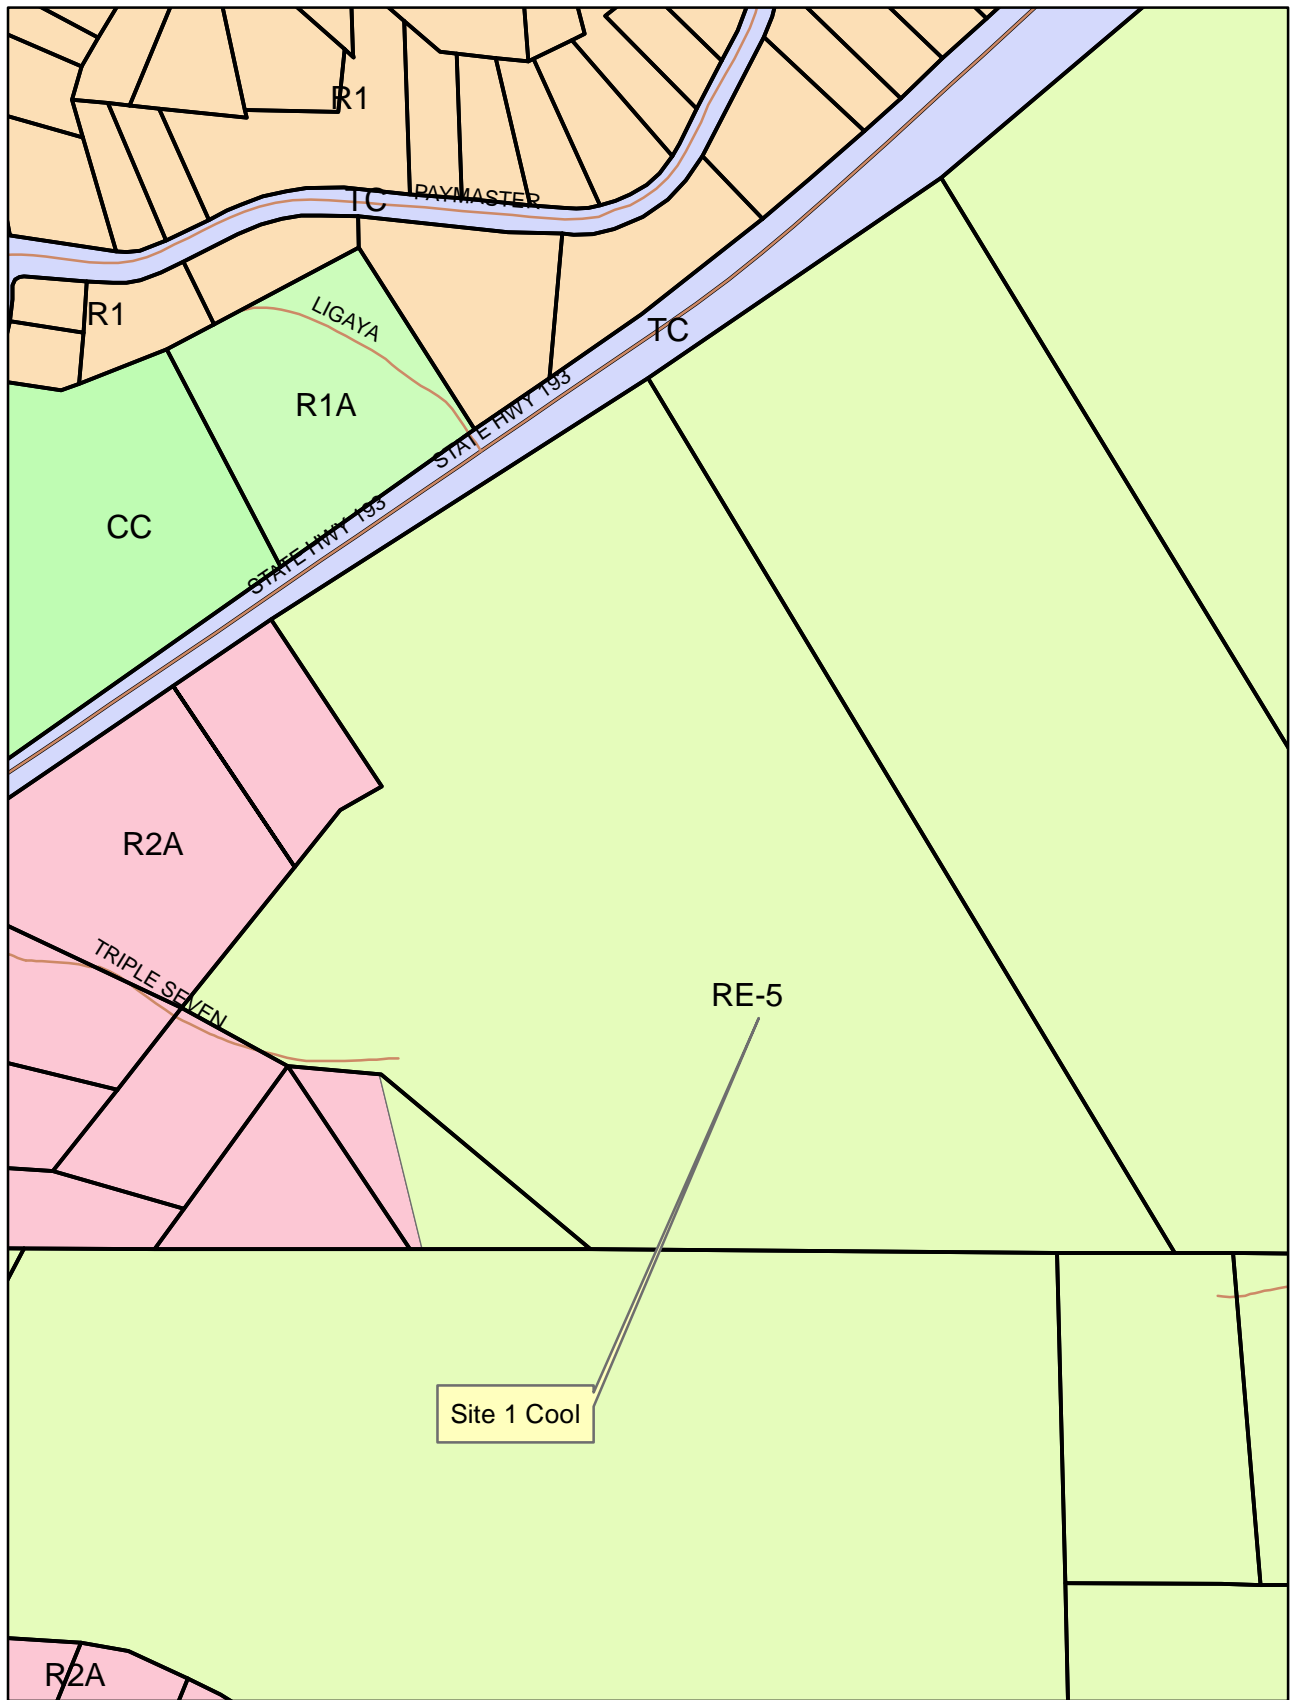 R1
TC
PAYMASTER
R1
LIGAYA
TC
R1A
STATE HWY 193
CC
STATE HWY 193
R2A
TRIPLE SEVEN
RE-5
Site 1 Cool
R2A